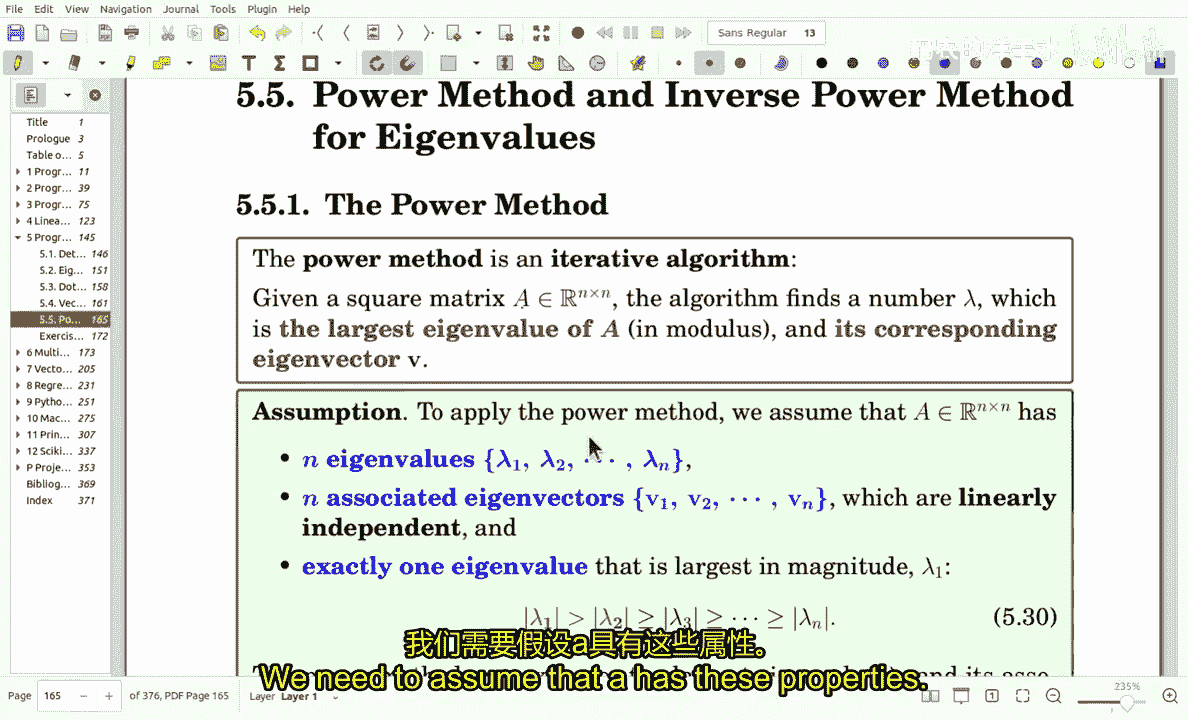 File Edit View Navigation Journal Tools Plugin Help
Sans Regular 13
Title 1
Prologue 3
Table o... 5
1 Progr... 11
2 Progr... 39
3 Progr... 75
4 Linea... 123
5 Progr... 145
5.1. Det... 146
5.2. Eig... 151
5.3. Dot... 158
5.4. Vec... 161
5.5. Po... 165
Exercis... 172
6 Multi... 173
7 Vecto... 205
8 Regre... 231
9 Pytho... 251
10 Mac... 275
11 Prin... 307
12 Sciki... 337
P Proje... 353
Bibliog... 369
Index 371
5.5. Power Method and Inverse Power Method
for Eigenvalues
5.5.1. The Power Method
The power method is an iterative algorithm:
Given a square matrix A ∈ ℝⁿˣⁿ, the algorithm finds a number λ, which
is the largest eigenvalue of A (in modulus), and its corresponding
eigenvector v.
Assumption. To apply the power method, we assume that A ∈ ℝⁿˣⁿ has
• n eigenvalues {λ₁, λ₂, ⋯ , λₙ},
• n associated eigenvectors {v₁, v₂, ⋯ , vₙ}, which are linearly
independent, and
• exactly one eigenvalue that is largest in magnitude, λ₁:
|λ₁| > |λ₂| ≥ |λ₃| ≥ ⋯ ≥ |λₙ|. (5.30)
我们需要假设a具有这些属性。
We need to assume that a has these properties.
Page 165 of 376, PDF Page 165 Layer Layer 1 235%